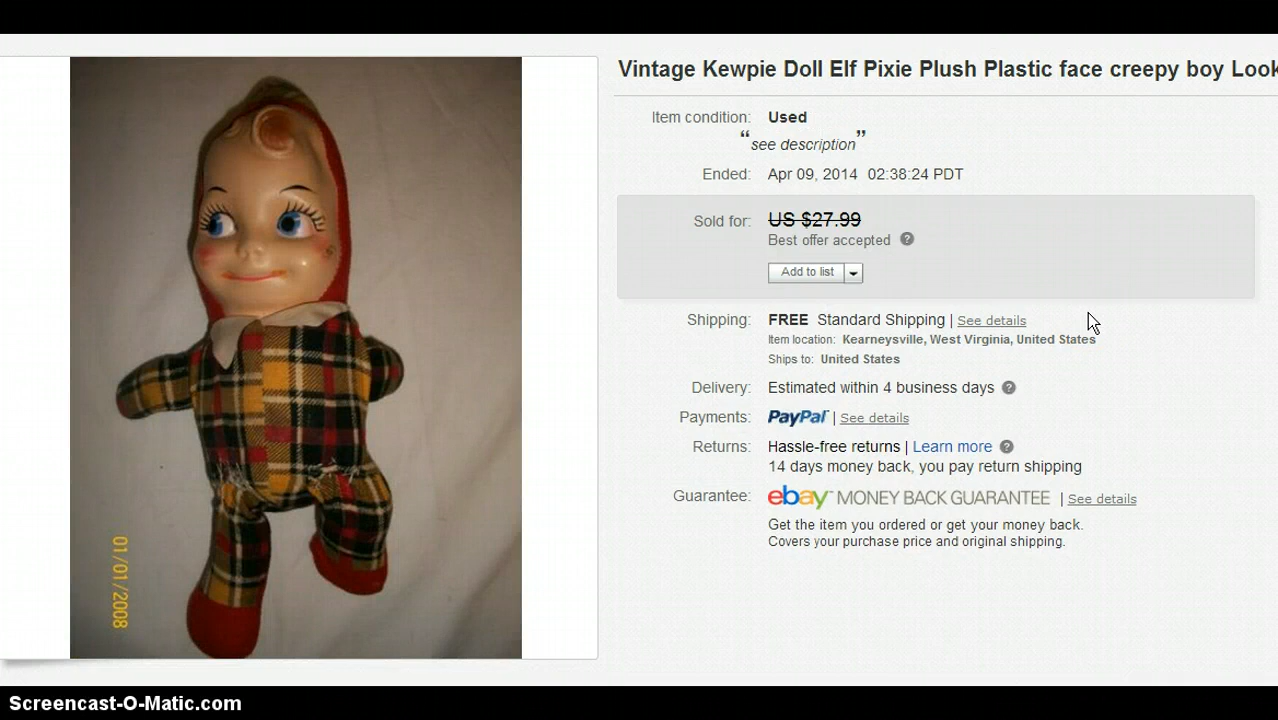 Vintage Kewpie Doll Elf Pixie Plush Plastic face creepy boy Look
Item condition: Used
“see description”
Ended: Apr 09, 2014 02:38:24 PDT
Sold for: US $27.99
Best offer accepted ?
Add to list
Shipping: FREE Standard Shipping | See details
Item location: Kearneysville, West Virginia, United States
Ships to: United States
Delivery: Estimated within 4 business days ?
Payments: PayPal | See details
Returns: Hassle-free returns | Learn more ?
14 days money back, you pay return shipping
Guarantee: ebay MONEY BACK GUARANTEE | See details
Get the item you ordered or get your money back.
Covers your purchase price and original shipping.
01/01/2008
Screencast-O-Matic.com